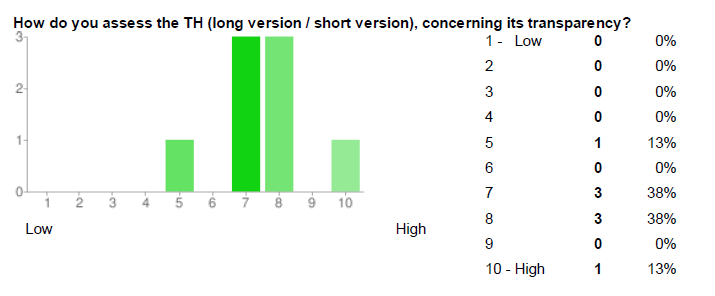 How do you assess the TH (long version / short version), concerning its transparency?
3
2
1
0
1 2 3 4 5 6 7 8 9 10
Low High
1 - Low 0 0%
2 0 0%
3 0 0%
4 0 0%
5 1 13%
6 0 0%
7 3 38%
8 3 38%
9 0 0%
10 - High 1 13%